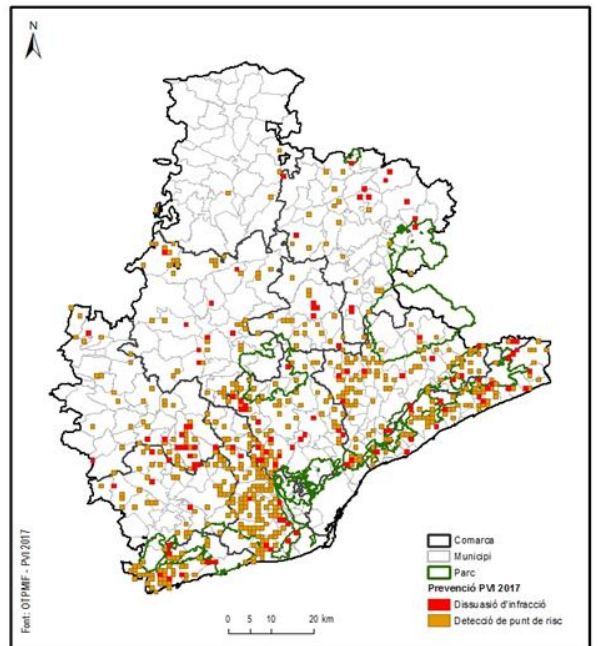 N
Font: OTPMIF - PVI 2017
0 5 10 20 km
Comarca
Municipi
Parc
Prevenció PVI 2017
Dissuasió d'infracció
Detecció de punt de risc